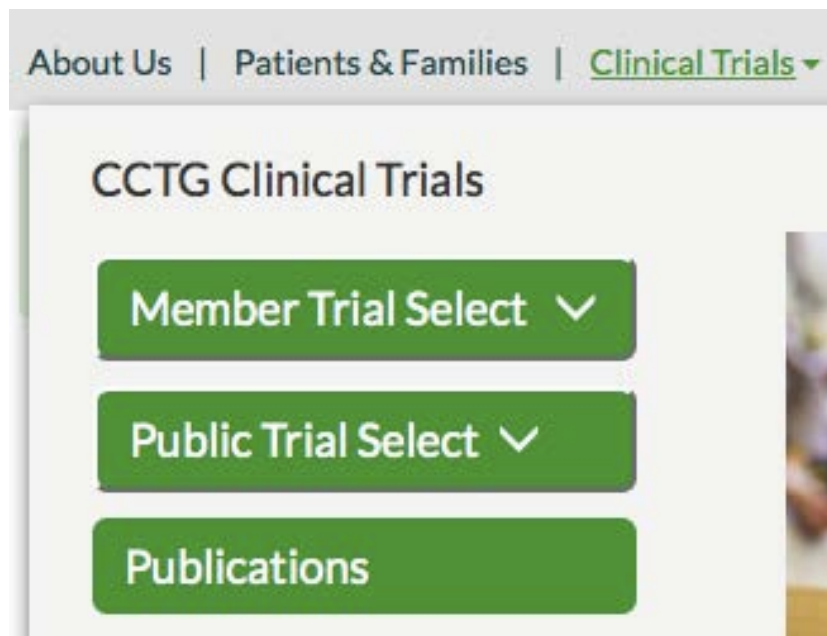 About Us | Patients & Families | Clinical Trials
CCTG Clinical Trials
Member Trial Select
Public Trial Select
Publications